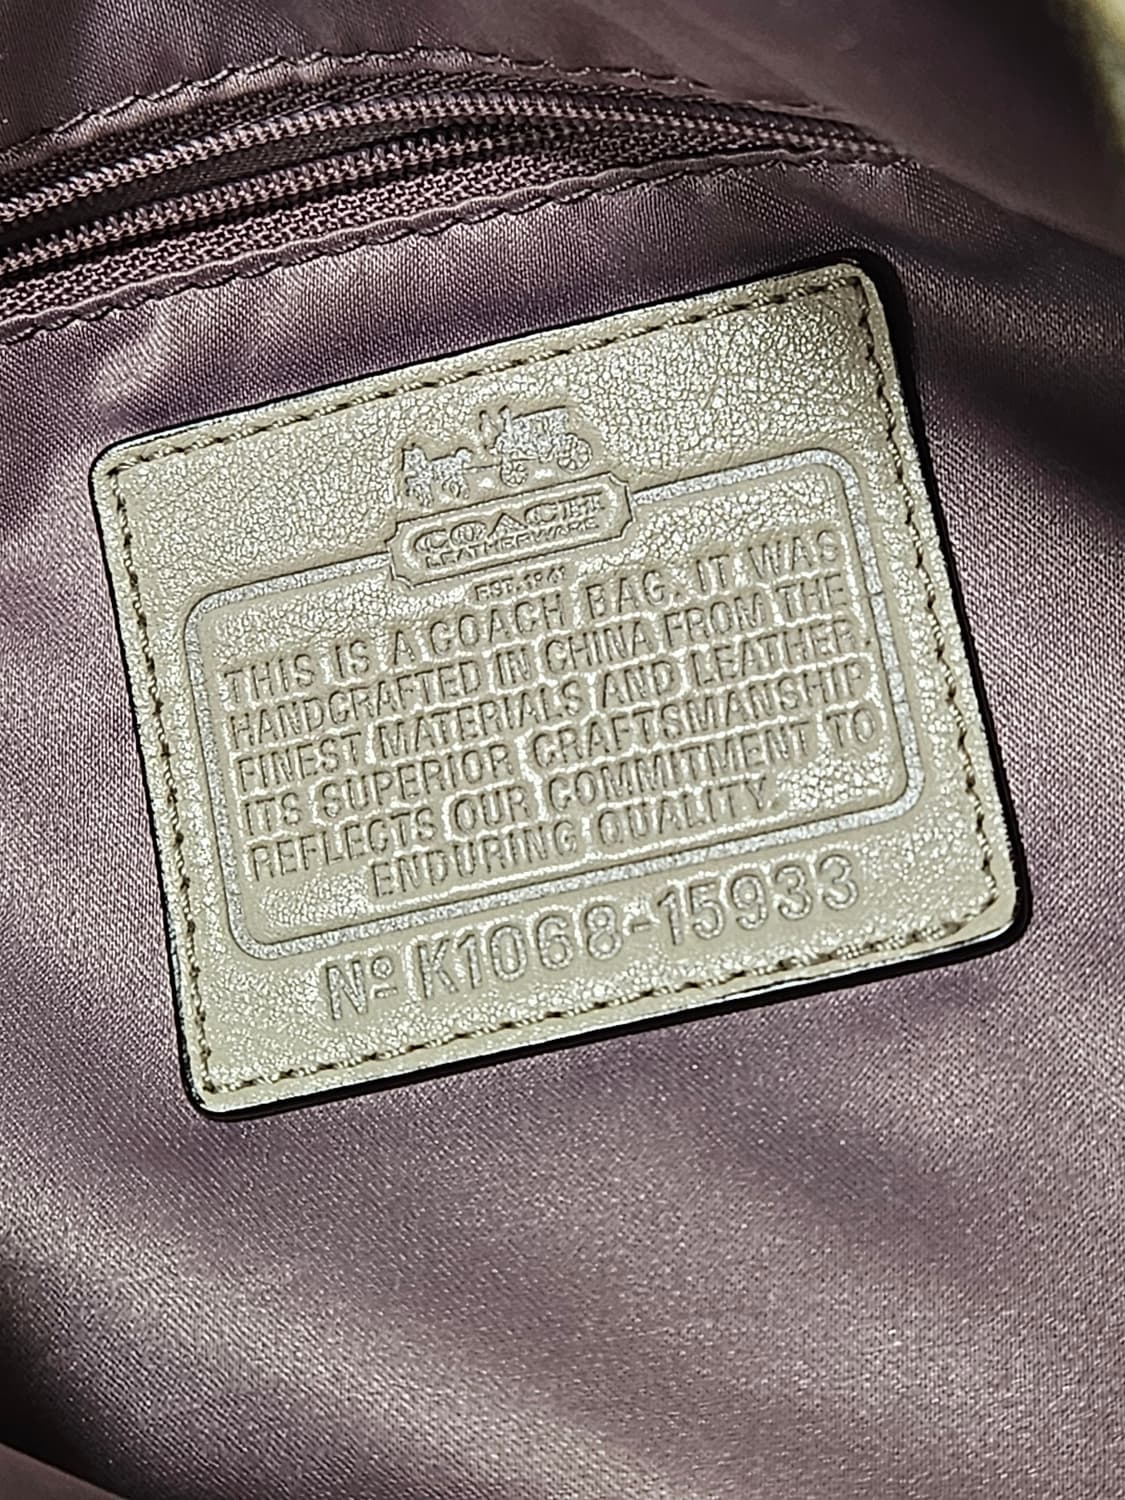 COACH
LEATHERWARE
EST. 1941
THIS IS A COACH BAG. IT WAS
HANDCRAFTED IN CHINA FROM THE
FINEST MATERIALS AND LEATHER.
ITS SUPERIOR CRAFTSMANSHIP
REFLECTS OUR COMMITMENT TO
ENDURING QUALITY.
Nº K1068-15933